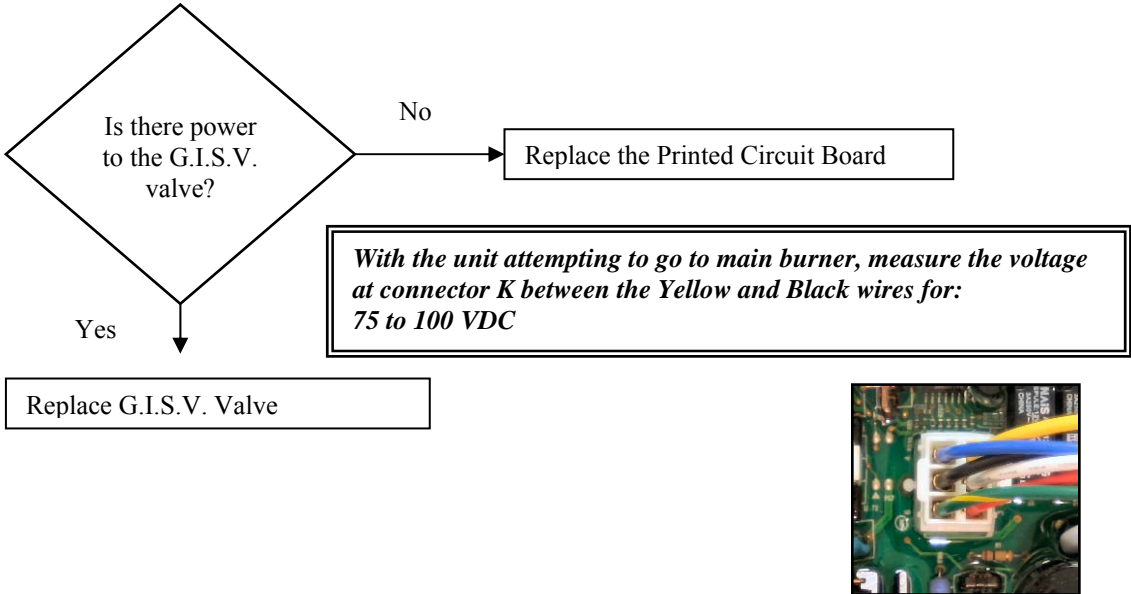 Is there power
to the G.I.S.V.
valve?
No
Replace the Printed Circuit Board
With the unit attempting to go to main burner, measure the voltage
at connector K between the Yellow and Black wires for:
75 to 100 VDC
Yes
Replace G.I.S.V. Valve
NAIS
CHINA